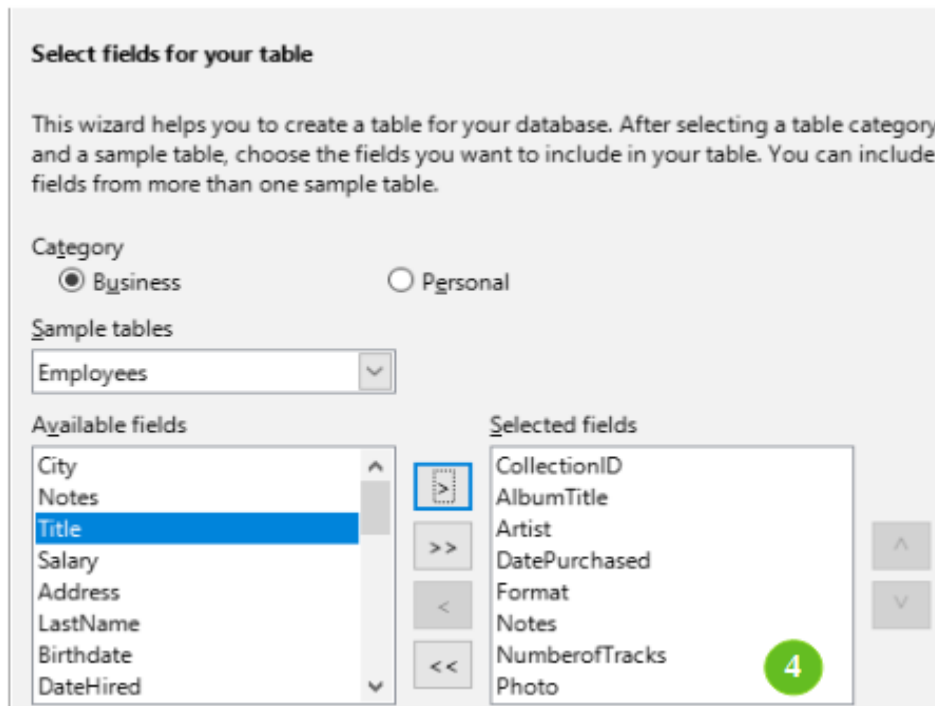 Select fields for your table
This wizard helps you to create a table for your database. After selecting a table category
and a sample table, choose the fields you want to include in your table. You can include
fields from more than one sample table.
Category
Business Personal
Sample tables
Employees
Available fields Selected fields
City CollectionID
Notes > AlbumTitle
Title Artist
Salary >> DatePurchased ^
Address Format
LastName < Notes v
Birthdate NumberofTracks
DateHired << Photo 4